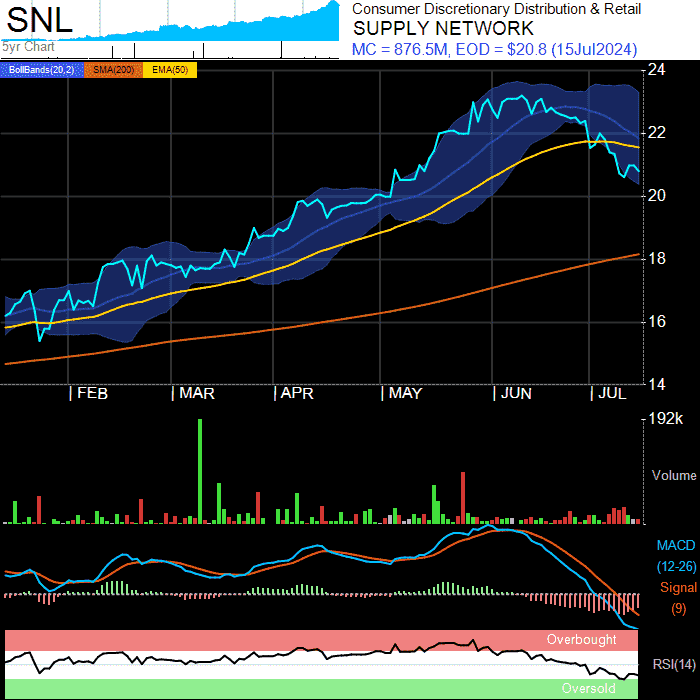 SNL
Consumer Discretionary Distribution & Retail
SUPPLY NETWORK
MC = 876.5M, EOD = $20.8 (15Jul2024)
5yr Chart
BollBands(20,2) SMA(200) EMA(50)
24
22
20
18
16
14
FEB MAR APR MAY JUN JUL
192k
Volume
MACD
(12-26)
Signal
(9)
Overbought
RSI(14)
Oversold